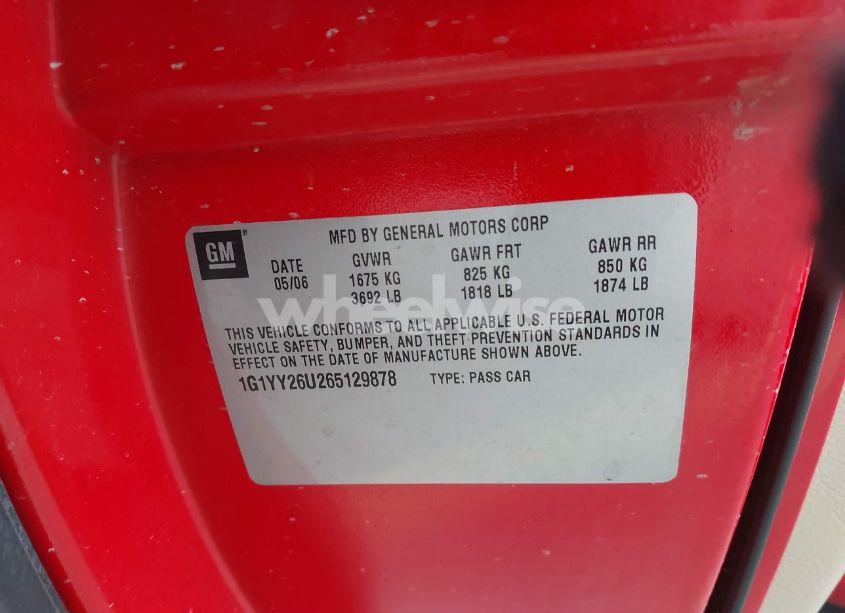 GM ®
MFD BY GENERAL MOTORS CORP
DATE GVWR GAWR FRT GAWR RR
05/06 1675 KG 825 KG 850 KG
3692 LB 1818 LB 1874 LB
wheelwise
THIS VEHICLE CONFORMS TO ALL APPLICABLE U.S. FEDERAL MOTOR
VEHICLE SAFETY, BUMPER, AND THEFT PREVENTION STANDARDS IN
EFFECT ON THE DATE OF MANUFACTURE SHOWN ABOVE.
1G1YY26U265129878 TYPE: PASS CAR